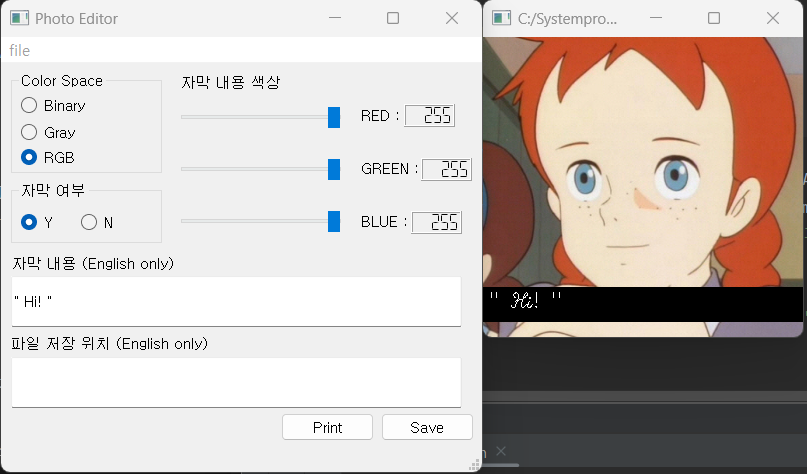 Photo Editor
file
Color Space
Binary
Gray
RGB
자막 여부
Y
N
자막 내용 색상
RED : 255
GREEN : 255
BLUE : 255
자막 내용 (English only)
" Hi! "
파일 저장 위치 (English only)
Print
Save
C:/Systempro...
" Hi! "